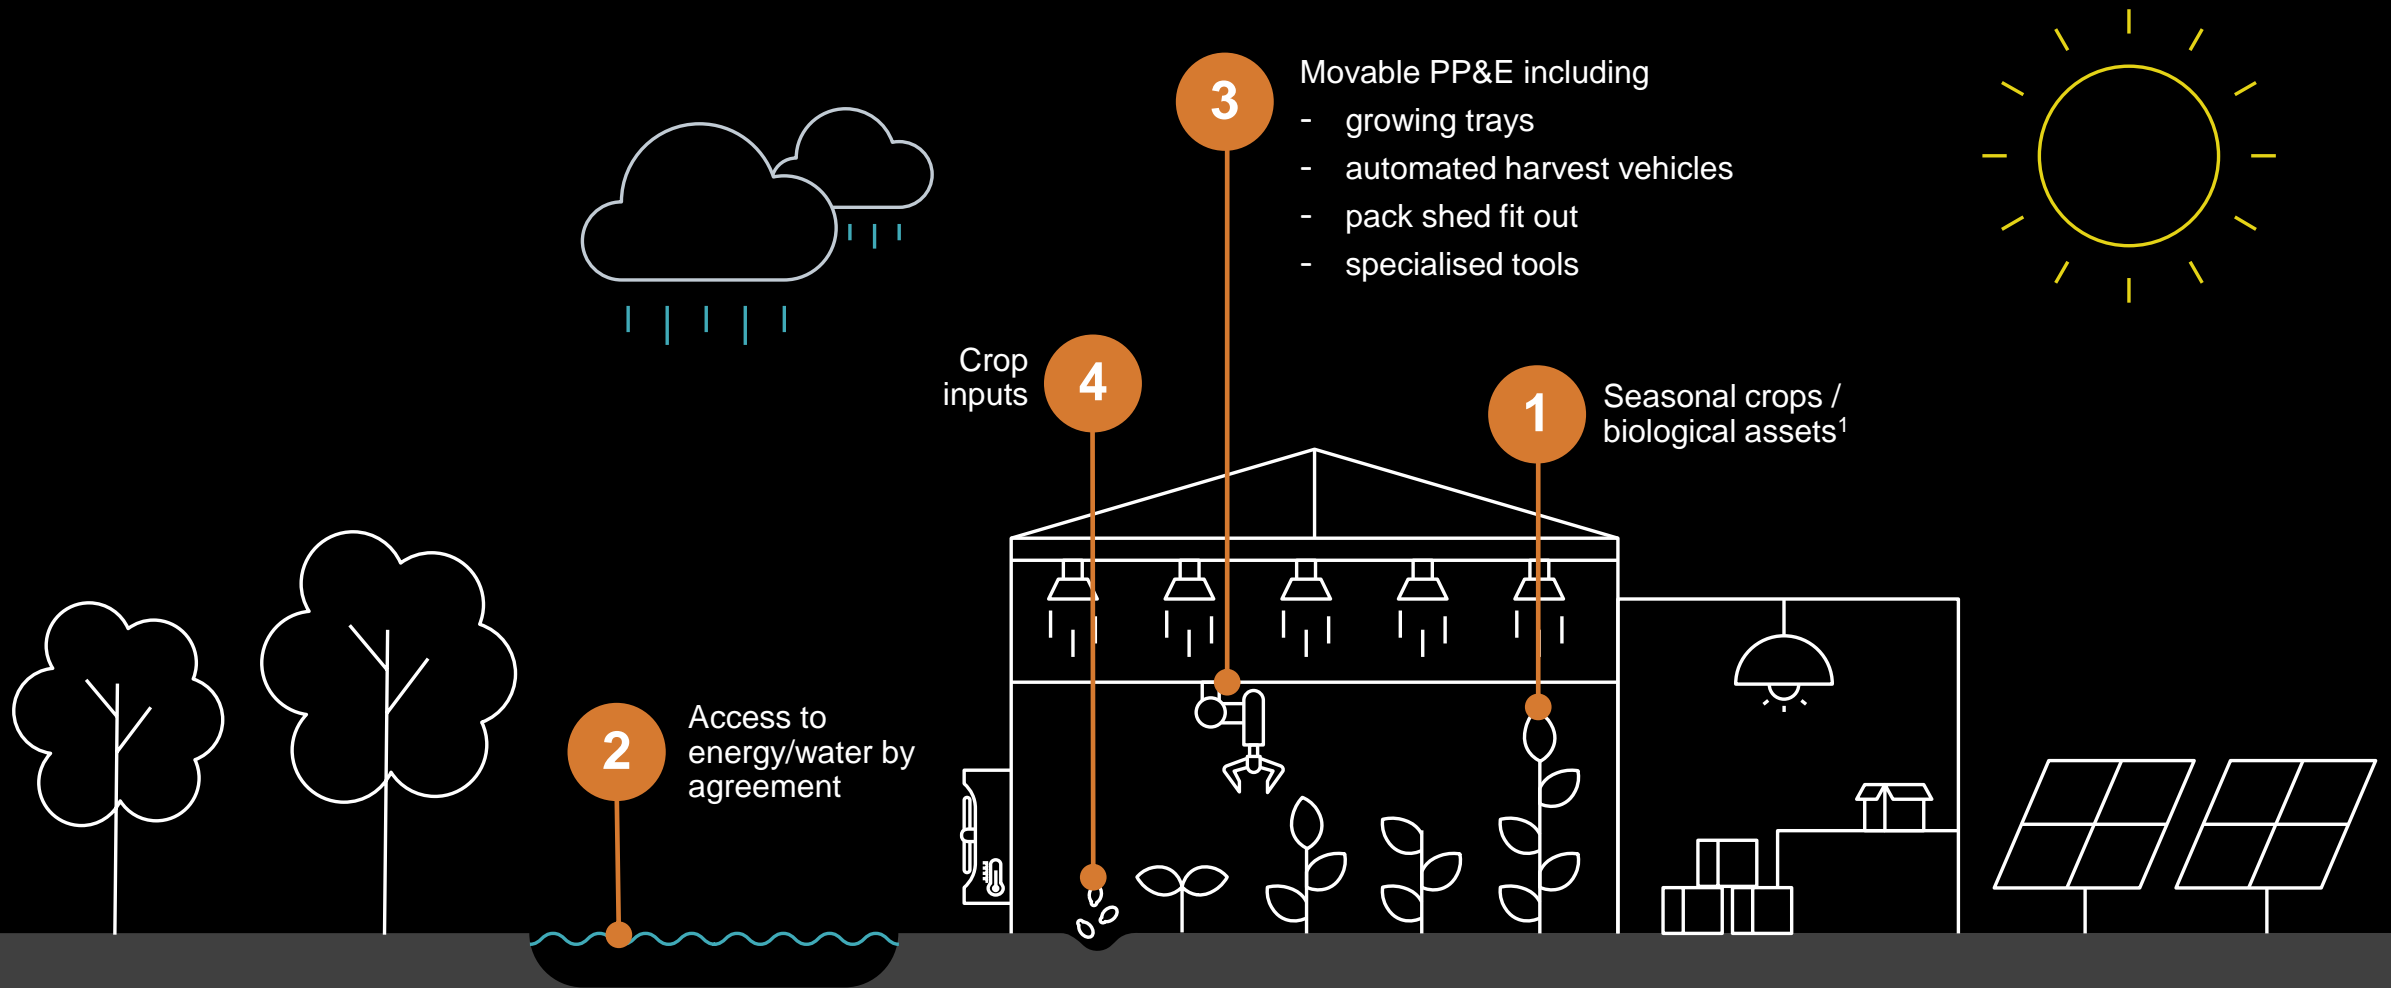 3
Movable PP&E including
- growing trays
- automated harvest vehicles
- pack shed fit out
- specialised tools
Crop
inputs
4
1
Seasonal crops /
biological assets¹
2
Access to
energy/water by
agreement